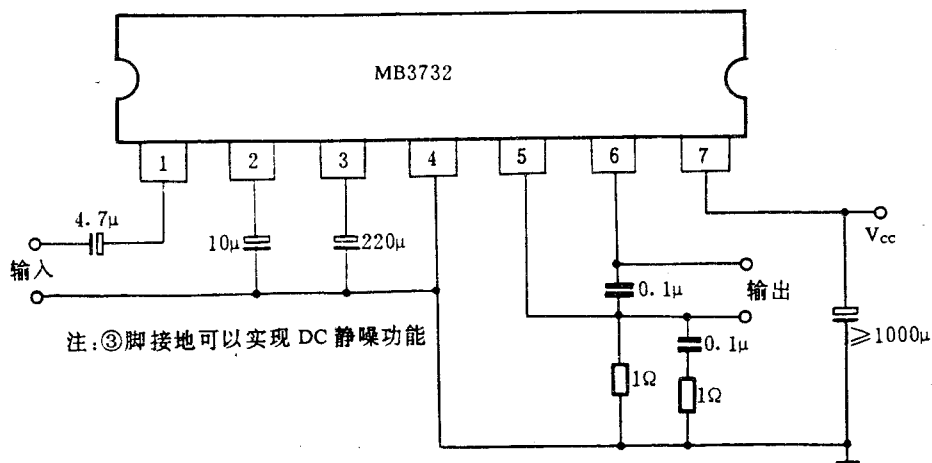 MB3732
1
2
3
4
5
6
7
4.7μ
10μ
220μ
Vcc
输入
0.1μ
输出
注:③脚接地可以实现 DC 静噪功能
0.1μ
≥1000μ
1Ω
1Ω